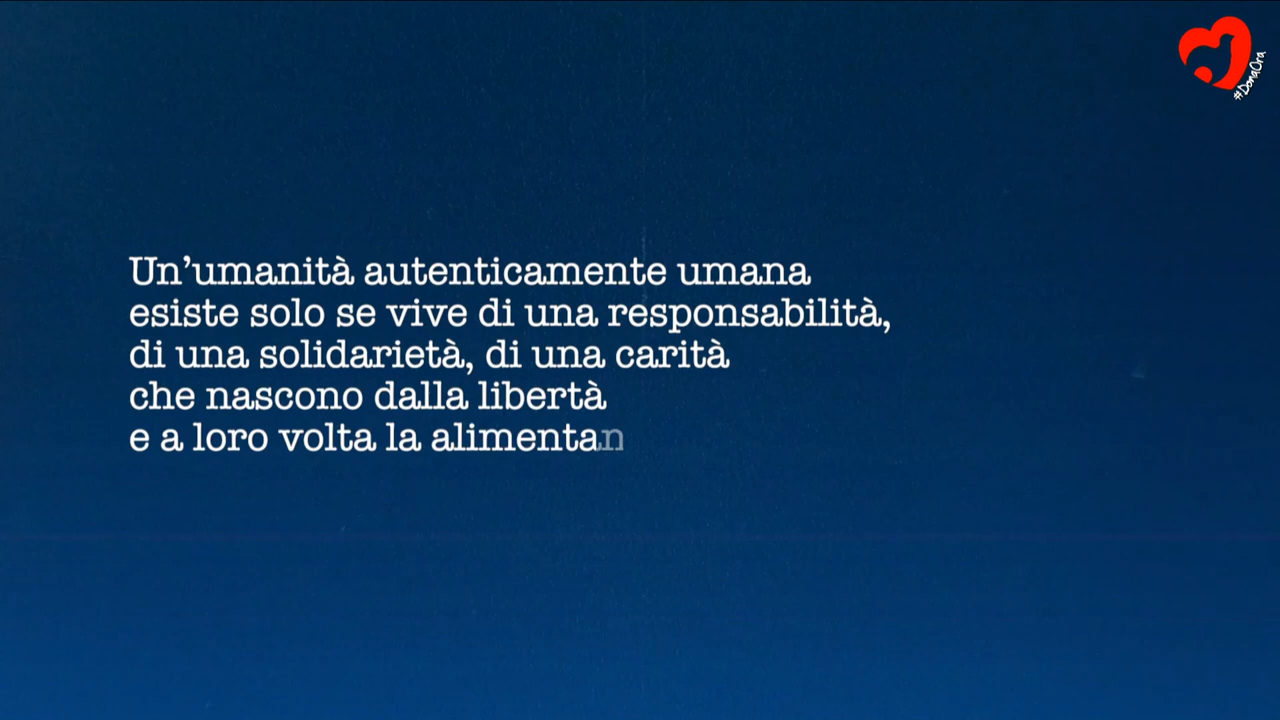 #DonaOra
Un’umanità autenticamente umana
esiste solo se vive di una responsabilità,
di una solidarietà, di una carità
che nascono dalla libertà
e a loro volta la alimentan